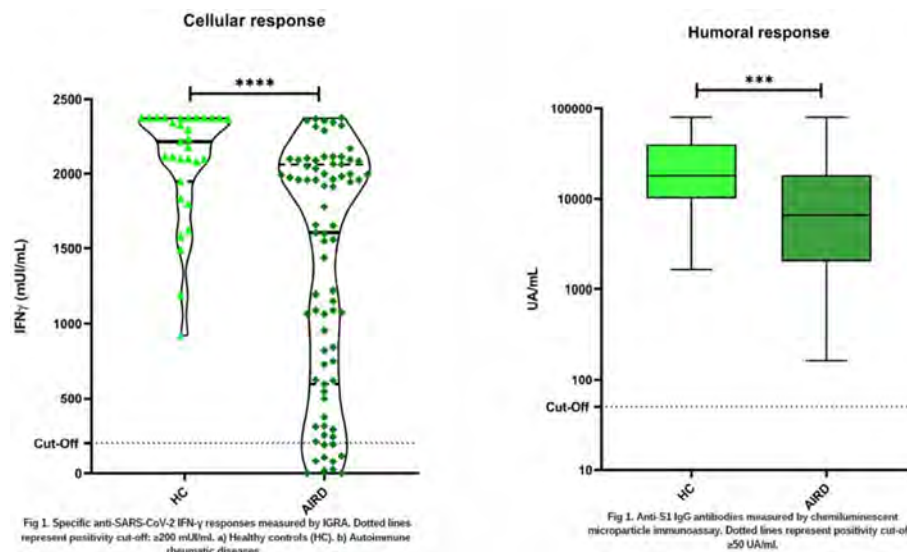 Cellular response
****
2500
2000
1500
1000
500
Cut-Off
0
IFNγ (mUI/mL)
HC
AIRD
Fig 1. Specific anti-SARS-CoV-2 IFN-γ responses measured by IGRA. Dotted lines
represent positivity cut-off: ≥200 mUI/ml. a) Healthy controls (HC). b) Autoimmune
rheumatic diseases
Humoral response
***
100000
10000
1000
100
Cut-Off
10
UA/mL
HC
AIRD
Fig 1. Anti-S1 IgG antibodies measured by chemiluminescent
microparticle immunoassay. Dotted lines represent positivity cut-off
≥50 UA/ml.